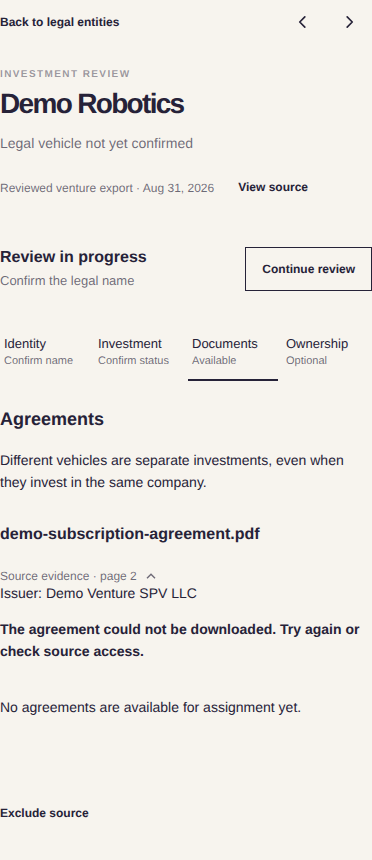 Back to legal entities
INVESTMENT REVIEW
Demo Robotics
Legal vehicle not yet confirmed
Reviewed venture export · Aug 31, 2026 View source
Review in progress
Confirm the legal name
Continue review
Identity Investment Documents Ownership
Confirm name Confirm status Available Optional
Agreements
Different vehicles are separate investments, even when
they invest in the same company.
demo-subscription-agreement.pdf
Source evidence · page 2
Issuer: Demo Venture SPV LLC
The agreement could not be downloaded. Try again or
check source access.
No agreements are available for assignment yet.
Exclude source